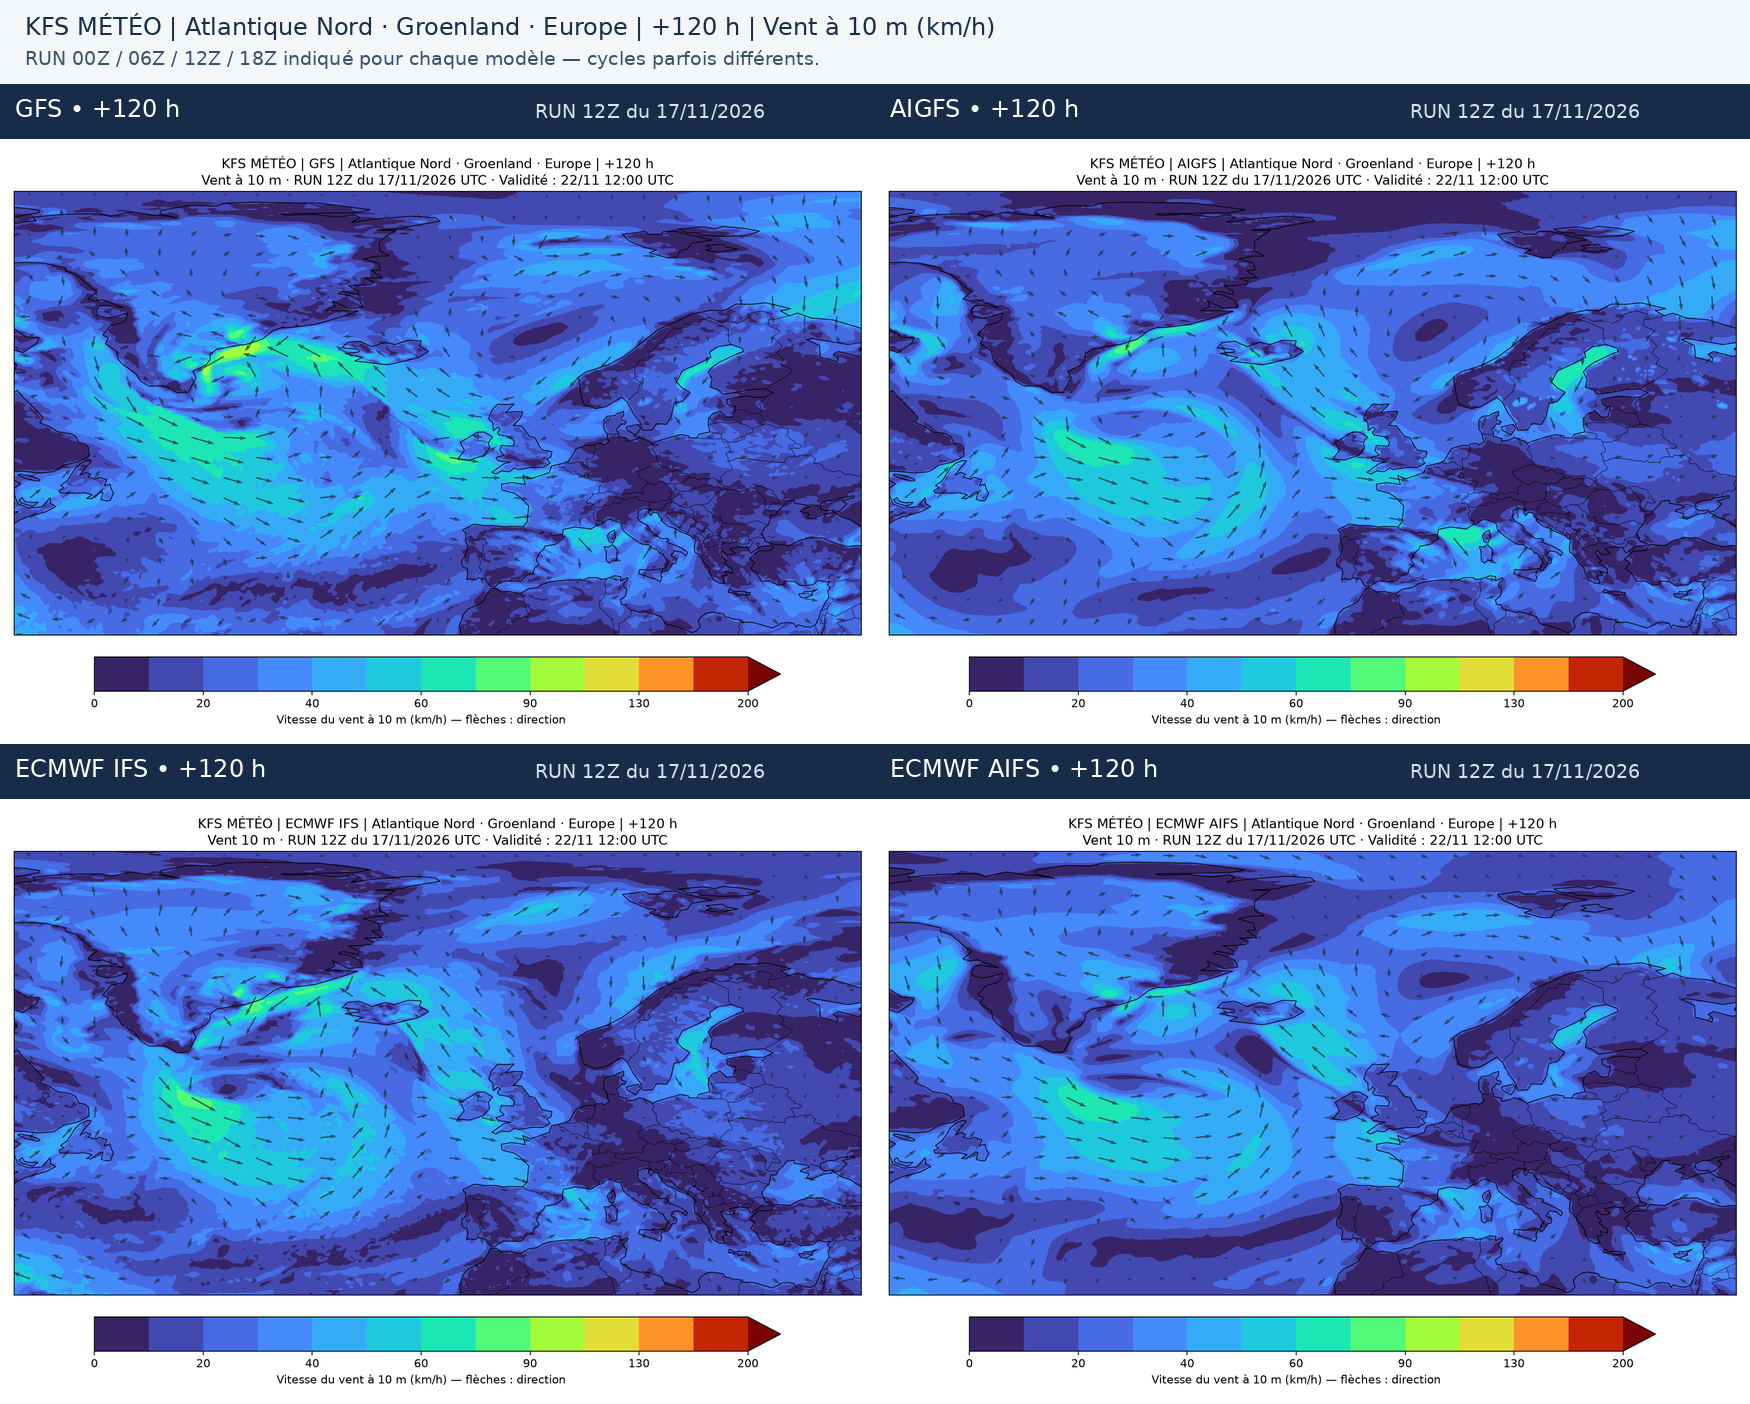 KFS MÉTÉO | Atlantique Nord · Groenland · Europe | +120 h | Vent à 10 m (km/h)
RUN 00Z / 06Z / 12Z / 18Z indiqué pour chaque modèle — cycles parfois différents.
GFS • +120 h
RUN 12Z du 17/11/2026
KFS MÉTÉO | GFS | Atlantique Nord · Groenland · Europe | +120 h
Vent à 10 m · RUN 12Z du 17/11/2026 UTC · Validité : 22/11 12:00 UTC
0 20 40 60 90 130 200
Vitesse du vent à 10 m (km/h) — flèches : direction
AIGFS • +120 h
RUN 12Z du 17/11/2026
KFS MÉTÉO | AIGFS | Atlantique Nord · Groenland · Europe | +120 h
Vent à 10 m · RUN 12Z du 17/11/2026 UTC · Validité : 22/11 12:00 UTC
0 20 40 60 90 130 200
Vitesse du vent à 10 m (km/h) — flèches : direction
ECMWF IFS • +120 h
RUN 12Z du 17/11/2026
KFS MÉTÉO | ECMWF IFS | Atlantique Nord · Groenland · Europe | +120 h
Vent 10 m · RUN 12Z du 17/11/2026 UTC · Validité : 22/11 12:00 UTC
0 20 40 60 90 130 200
Vitesse du vent à 10 m (km/h) — flèches : direction
ECMWF AIFS • +120 h
RUN 12Z du 17/11/2026
KFS MÉTÉO | ECMWF AIFS | Atlantique Nord · Groenland · Europe | +120 h
Vent 10 m · RUN 12Z du 17/11/2026 UTC · Validité : 22/11 12:00 UTC
0 20 40 60 90 130 200
Vitesse du vent à 10 m (km/h) — flèches : direction